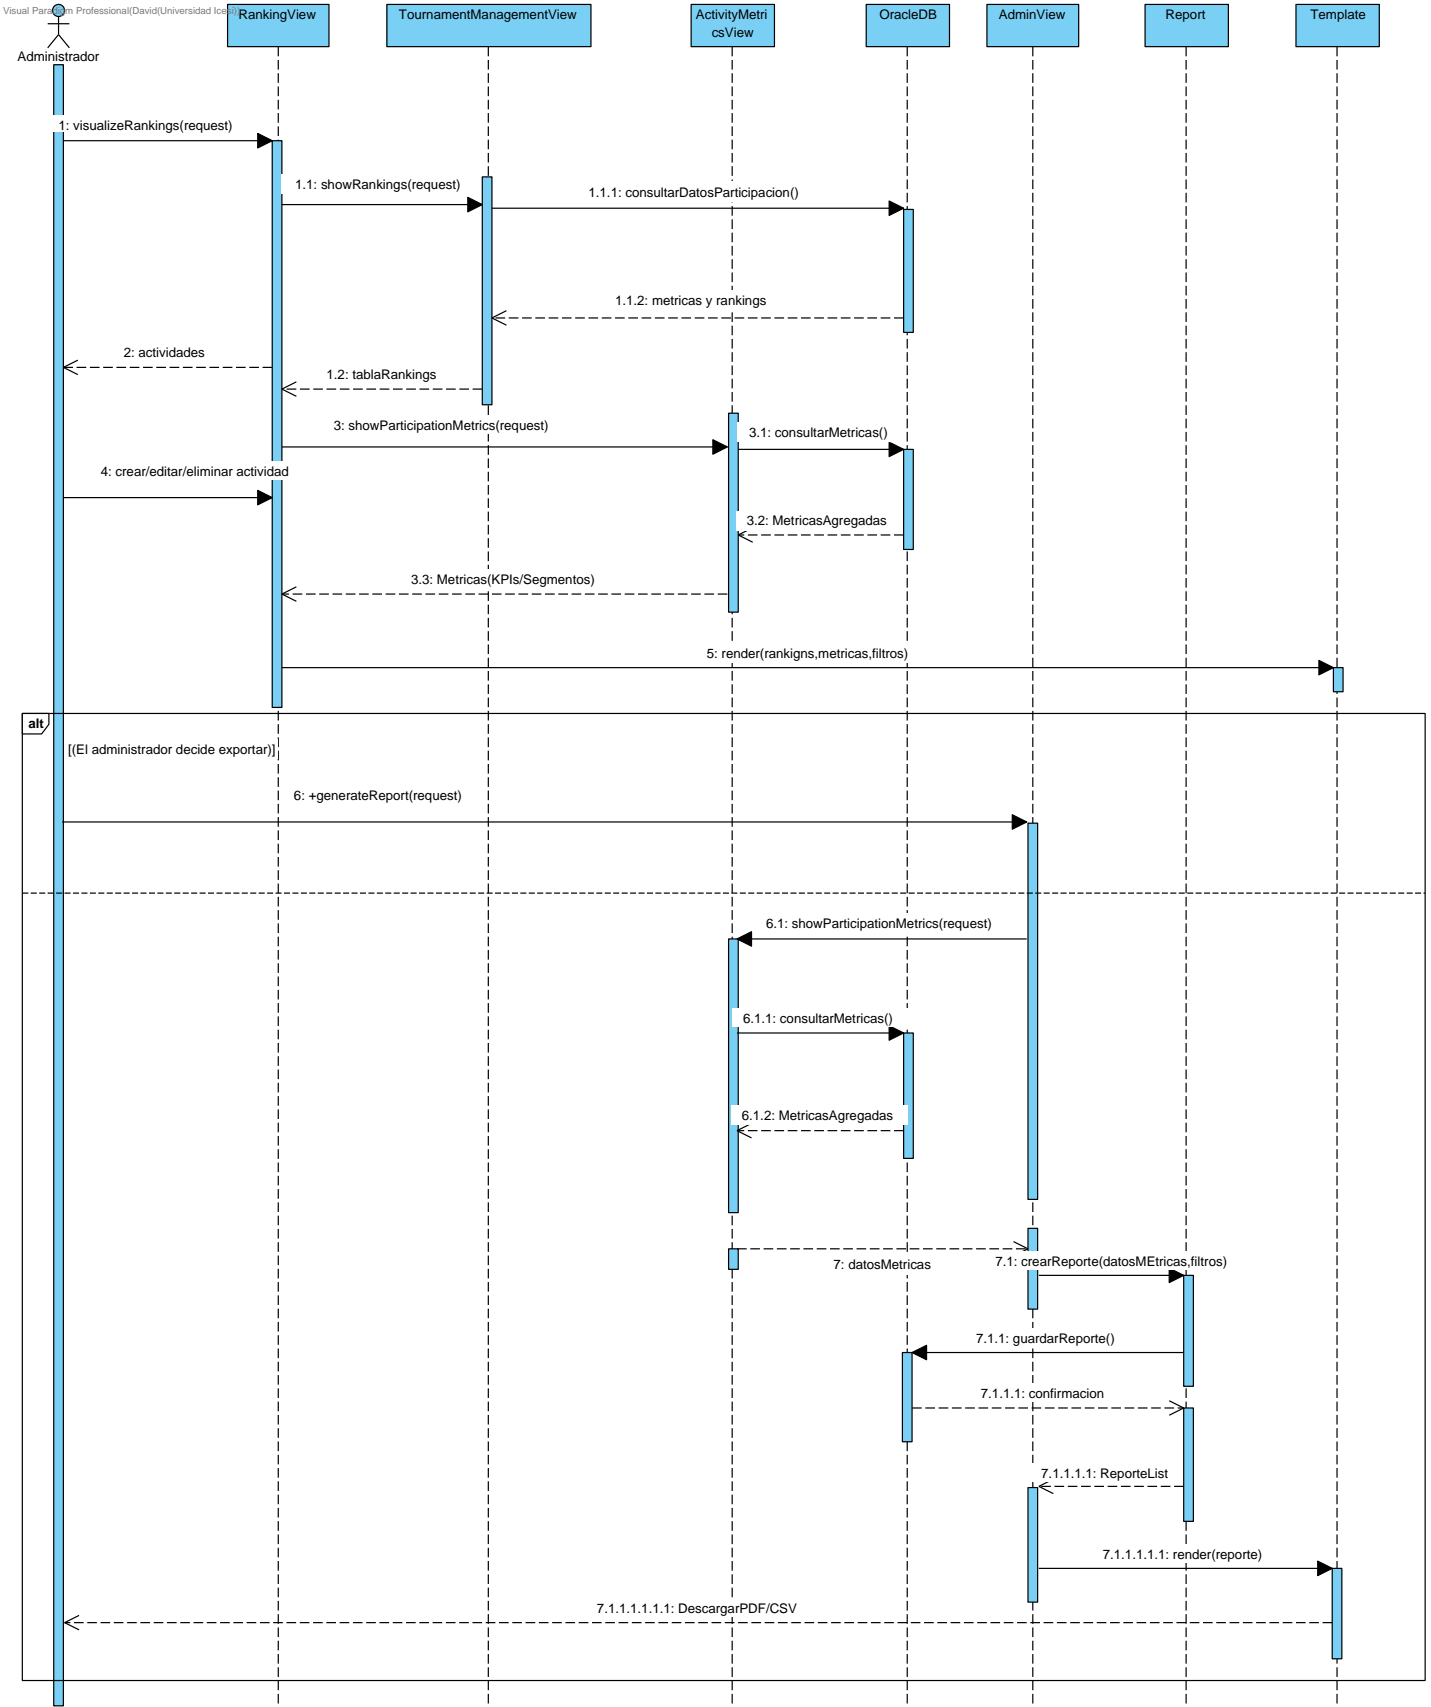 Visual Paradigm Professional(David(Universidad Icesi))
Administrador
RankingView
TournamentManagementView
ActivityMetri
csView
OracleDB
AdminView
Report
Template
1: visualizeRankings(request)
1.1: showRankings(request)
1.1.1: consultarDatosParticipacion()
1.1.2: metricas y rankings
2: actividades
1.2: tablaRankings
3: showParticipationMetrics(request)
3.1: consultarMetricas()
4: crear/editar/eliminar actividad
3.2: MetricasAgregadas
3.3: Metricas(KPIs/Segmentos)
5: render(rankigns,metricas,filtros)
alt
[(El administrador decide exportar)]
6: +generateReport(request)
6.1: showParticipationMetrics(request)
6.1.1: consultarMetricas()
6.1.2: MetricasAgregadas
7: datosMetricas
7.1: crearReporte(datosMEtricas,filtros)
7.1.1: guardarReporte()
7.1.1.1: confirmacion
7.1.1.1.1: ReporteList
7.1.1.1.1.1: render(reporte)
7.1.1.1.1.1.1: DescargarPDF/CSV